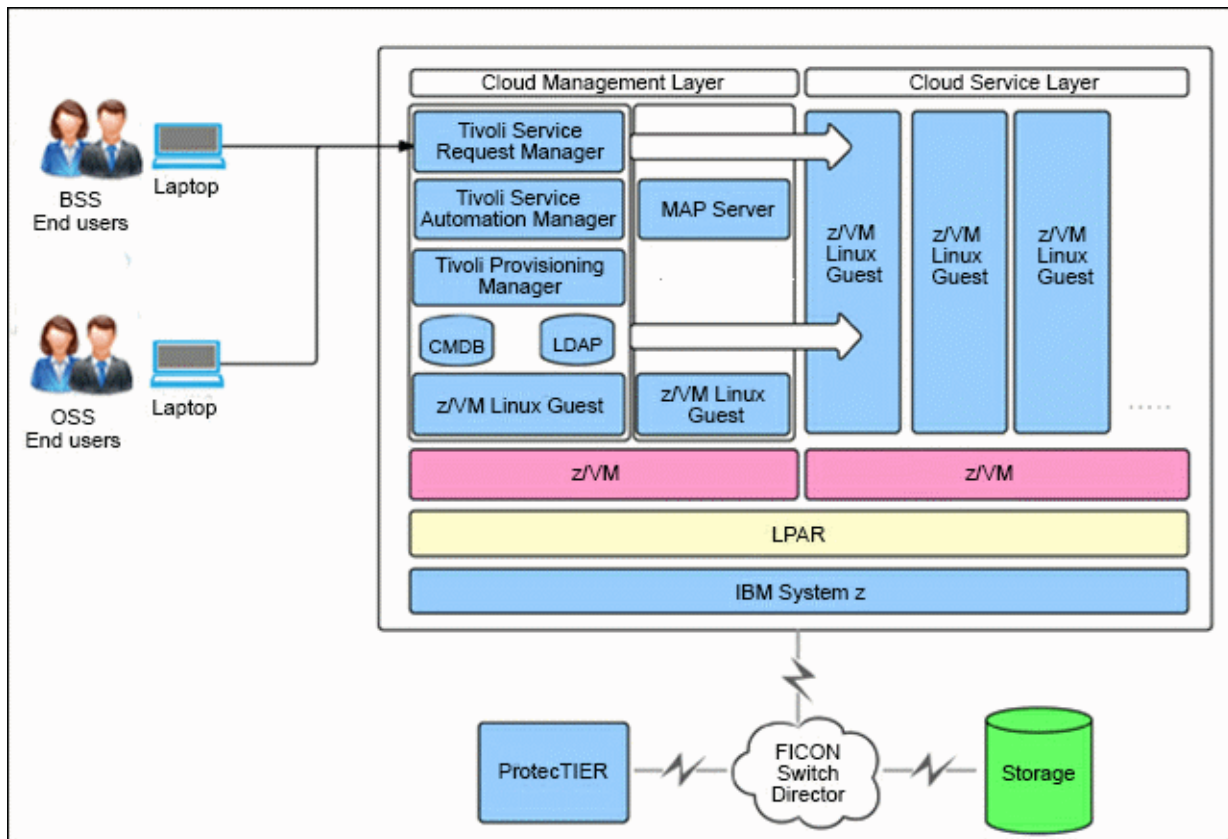 Cloud Management Layer
Cloud Service Layer
BSS
End users
Laptop
OSS
End users
Laptop
Tivoli Service
Request Manager
Tivoli Service
Automation Manager
Tivoli Provisioning
Manager
CMDB
LDAP
z/VM Linux Guest
MAP Server
z/VM Linux
Guest
z/VM
Linux
Guest
z/VM
Linux
Guest
z/VM
Linux
Guest
.....
z/VM
z/VM
LPAR
IBM System z
ProtecTIER
FICON
Switch
Director
Storage